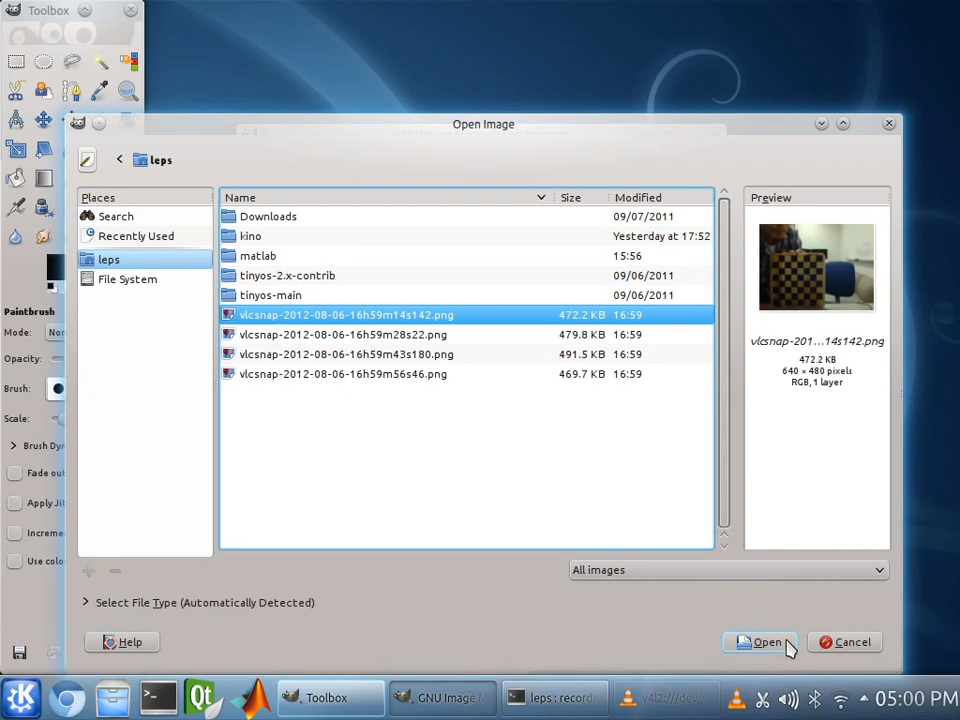 Toolbox
Open Image
leps
Places
Name
Size
Modified
Preview
Search
Downloads
09/07/2011
Recently Used
kino
Yesterday at 17:52
leps
matlab
15:56
File System
tinyos-2.x-contrib
09/06/2011
tinyos-main
09/06/2011
vlcsnap-2012-08-06-16h59m14s142.png
472.2 KB
16:59
vlcsnap-2012-08-06-16h59m28s22.png
479.8 KB
16:59
vlcsnap-2012-08-06-16h59m43s180.png
491.5 KB
16:59
vlcsnap-2012-08-06-16h59m56s46.png
469.7 KB
16:59
vlcsnap-201...14s142.png
472.2 KB
640 × 480 pixels
RGB, 1 layer
Paintbrush
Mode:
Opacity:
Brush:
Scale:
Brush Dy
Fade out
Apply Jit
Increme
Use colo
All images
Select File Type (Automatically Detected)
Help
Open
Cancel
Toolbox
GNU Image M
leps : record
v4l2:///dev/
05:00 PM